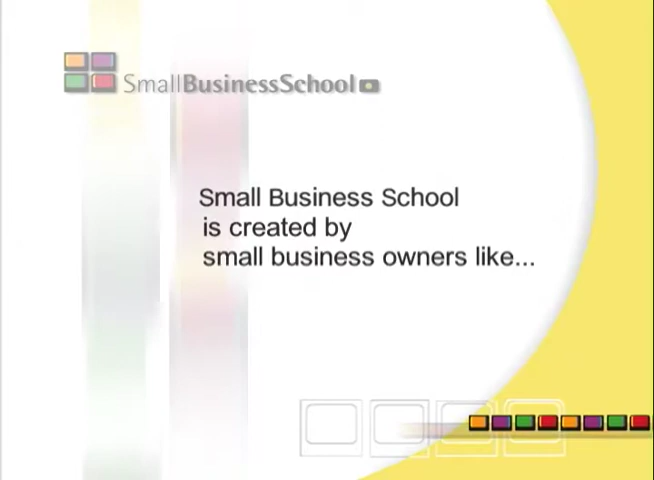 SmallBusinessSchool
Small Business School
is created by
small business owners like...